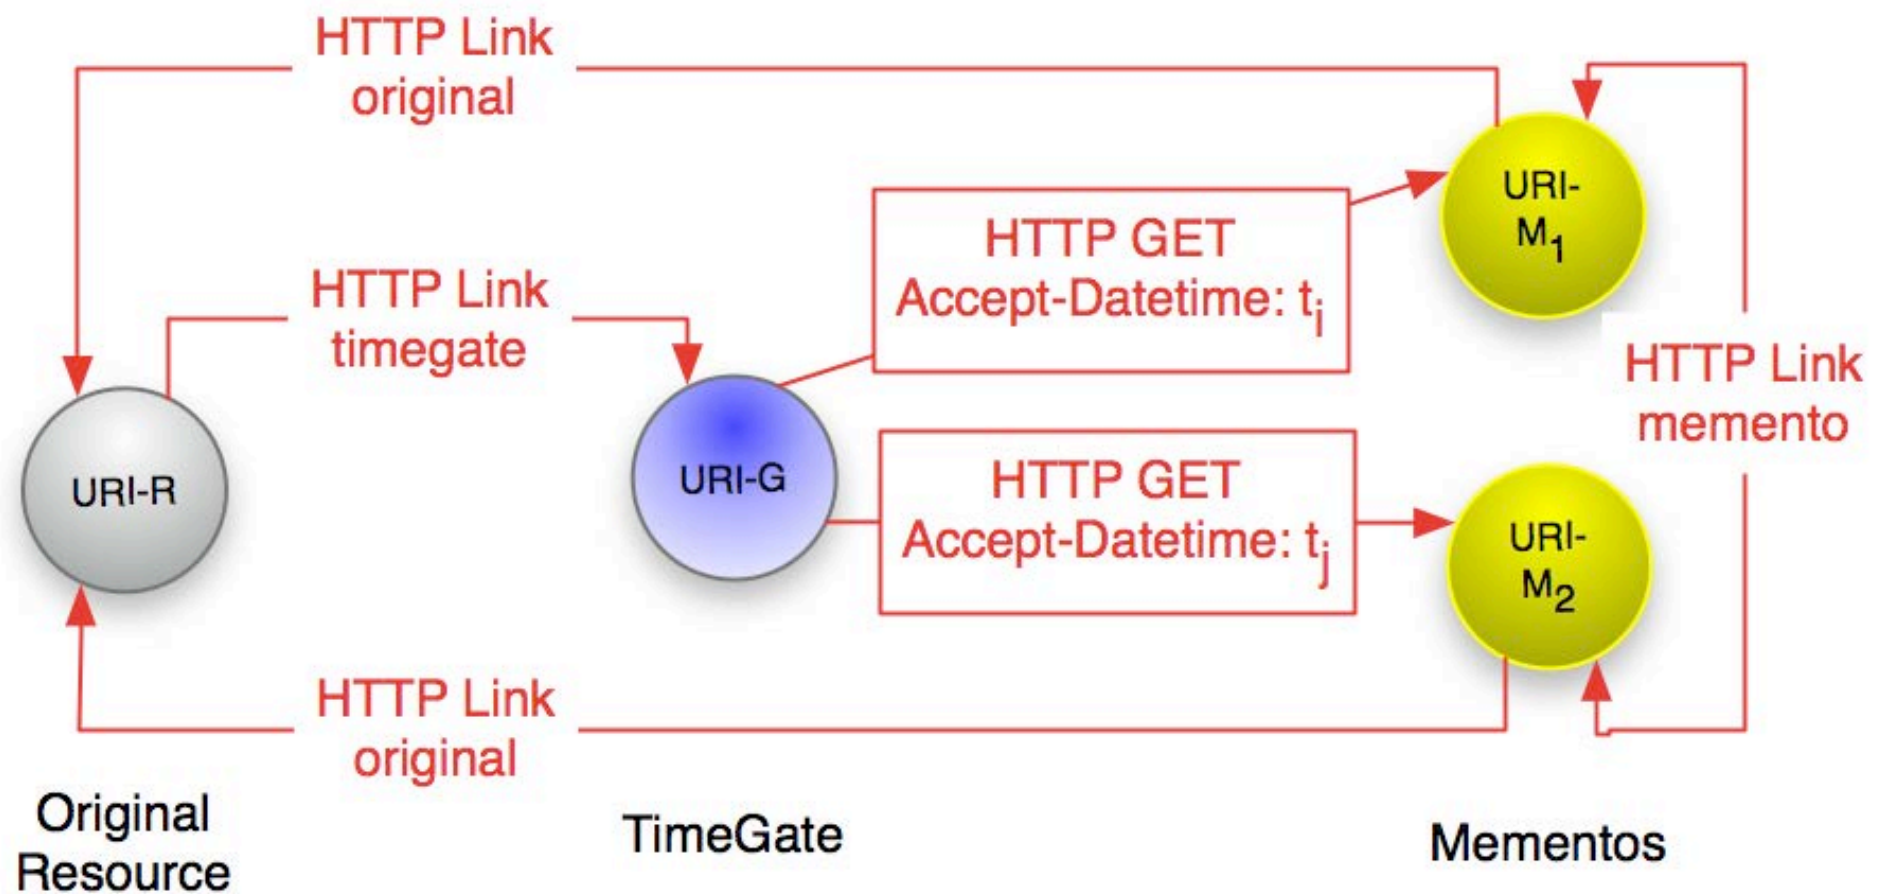 HTTP Link
original
HTTP Link
timegate
HTTP GET
Accept-Datetime: ti
URI-
M1
HTTP Link
memento
URI-R
URI-G
HTTP GET
Accept-Datetime: tj
URI-
M2
HTTP Link
original
Original
Resource
TimeGate
Mementos